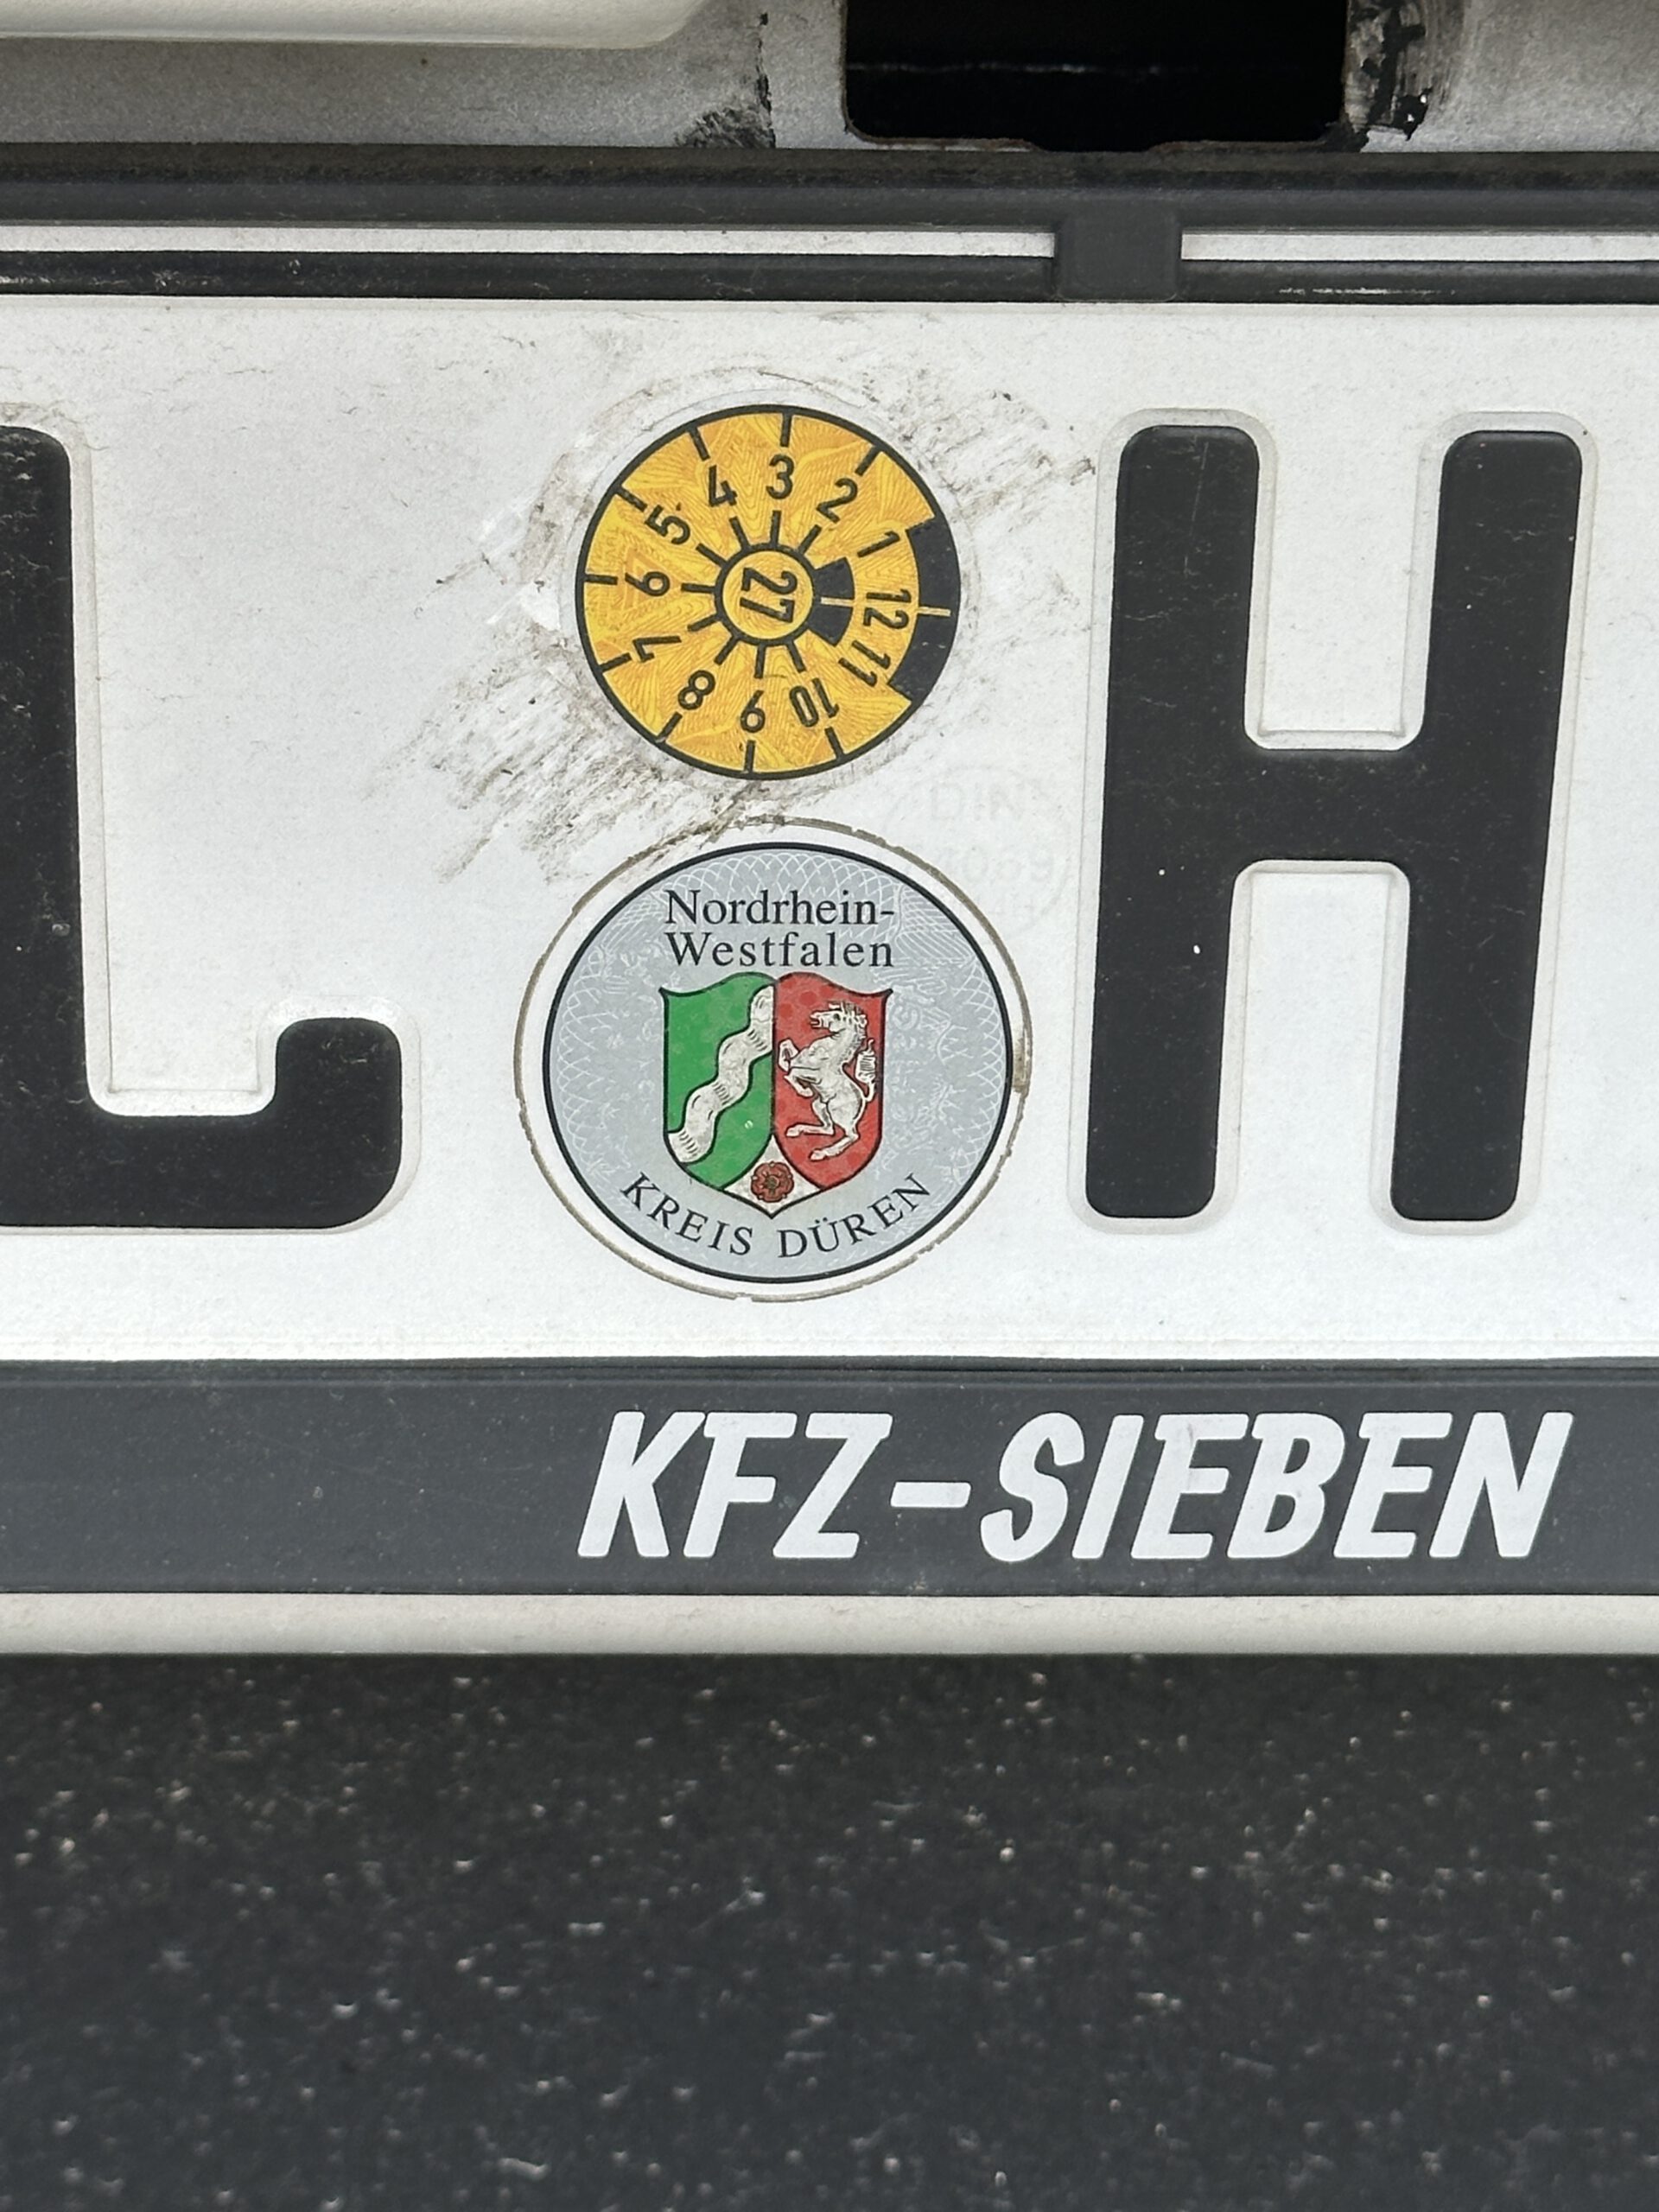 L H
4 3 2
5 1
6 27 12
7 11
8 9 10
DIN
Nordrhein-
Westfalen
KREIS DÜREN
KFZ-SIEBEN